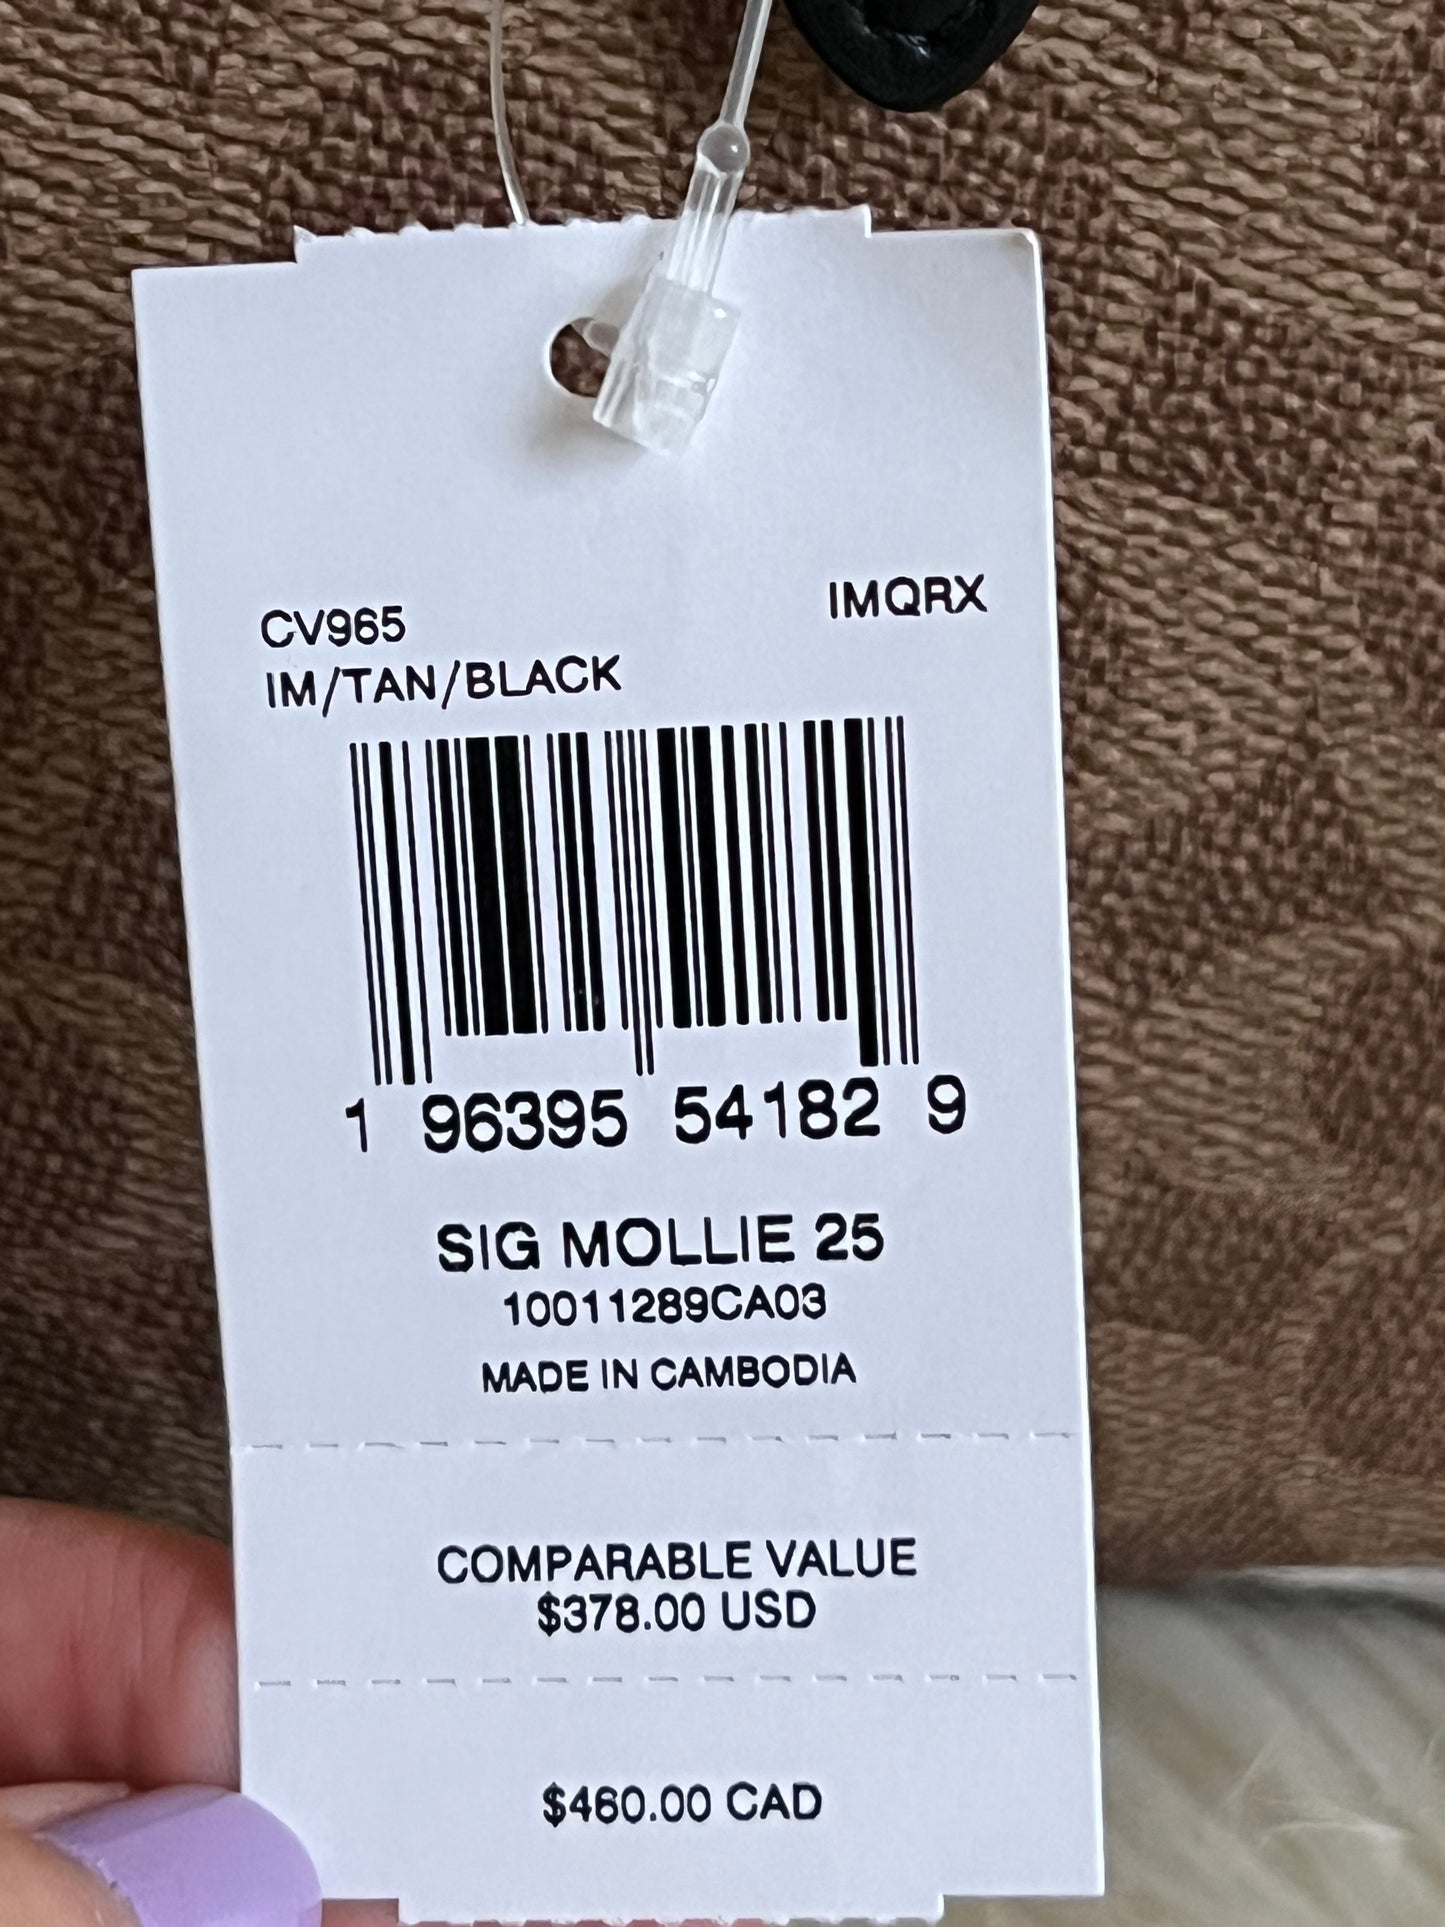 CV965 IMQRX
IM/TAN/BLACK
1 96395 54182 9
SIG MOLLIE 25
10011289CA03
MADE IN CAMBODIA
COMPARABLE VALUE
$378.00 USD
$460.00 CAD